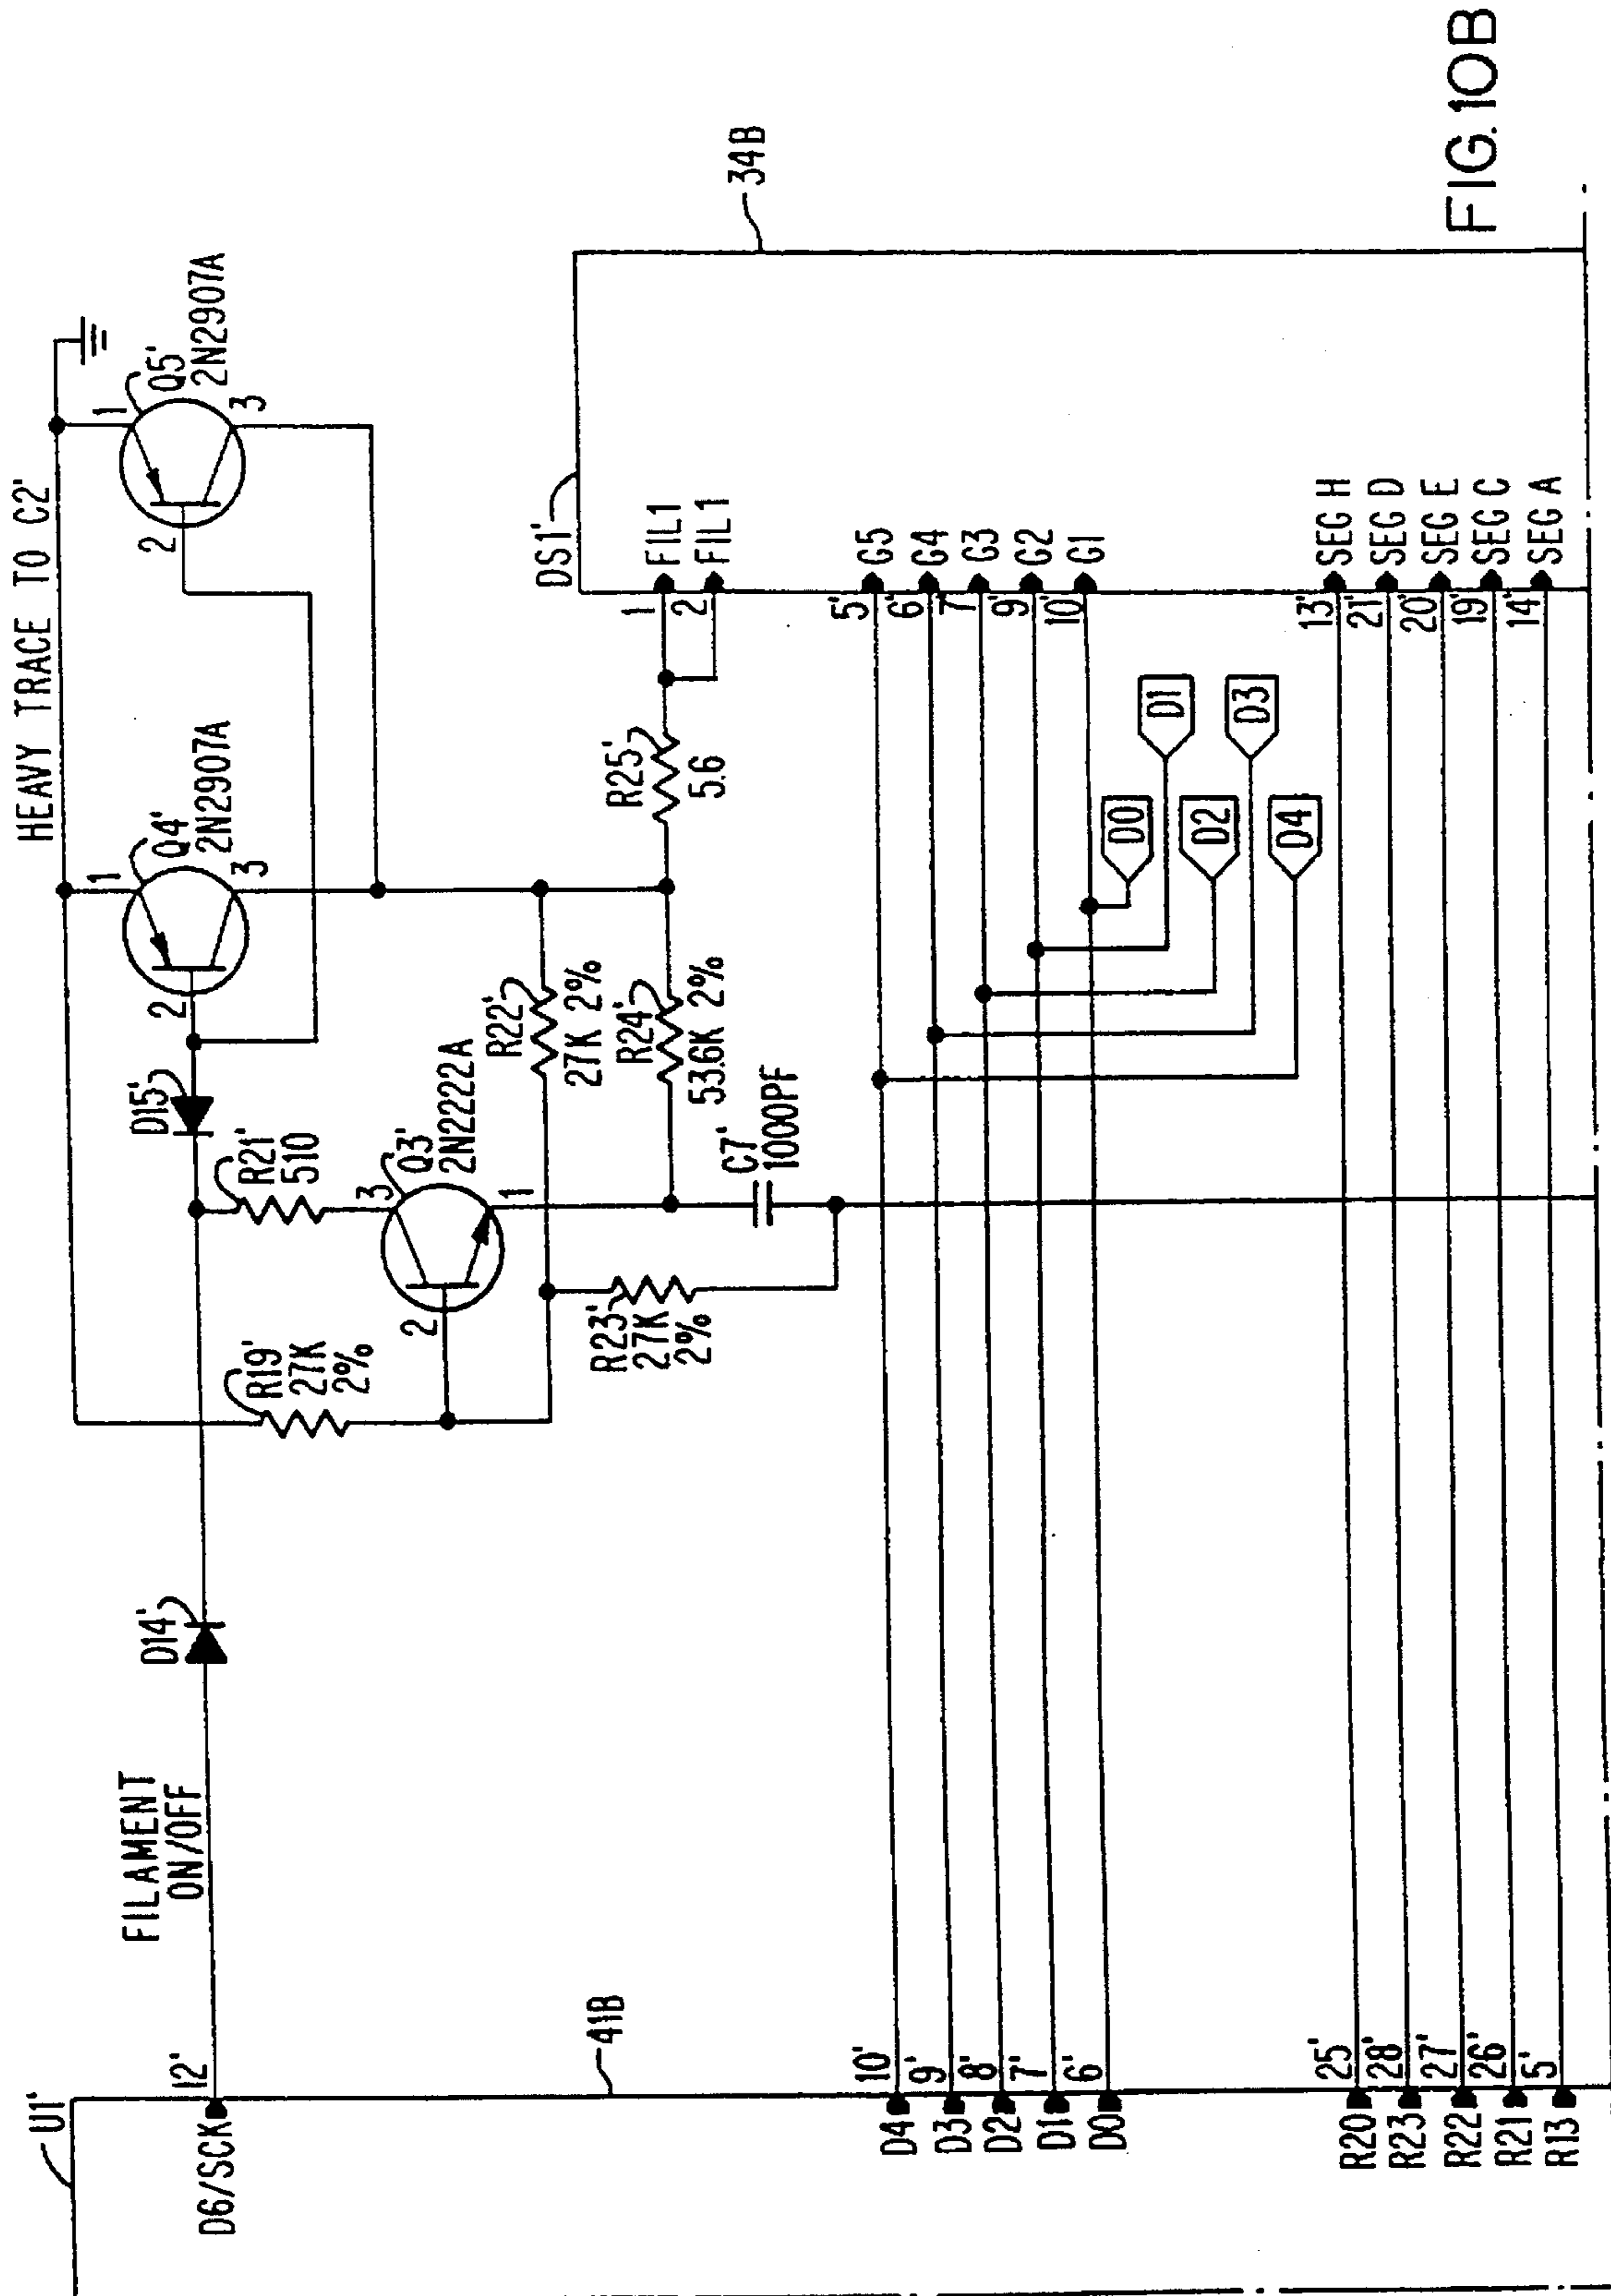 HEAVY TRACE TO C2'
U1'
FILAMENT
ON/OFF
12'
D6/SCK
D14'
D15'
R21'
510
R19'
27K
2%
Q3'
2N2222A
3
2
1
Q4'
2N2907A
1
2
3
Q5'
2N2907A
1
2
3
R22'
27K 2%
R24'
53.6K 2%
R23'
27K
2%
C7'
1000PF
R25'
5.6
DS1'
34B
41B
1
FIL1
2
FIL1
D4
10'
5'
G5
D3
9'
6'
G4
D2
8'
7'
G3
D1
7'
9'
G2
D0
6'
10'
G1
D0
D1
D2
D3
D4
R20
25'
13'
SEG H
R23
28'
21'
SEG D
R22
27'
20'
SEG E
R21
26'
19'
SEG C
R13
5'
14'
SEG A
FIG. 10B